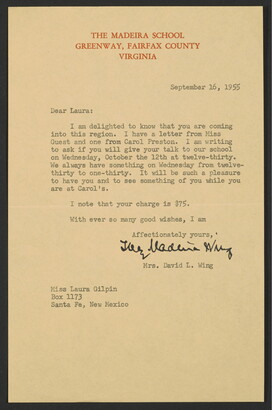 THE MADEIRA SCHOOL
GREENWAY, FAIRFAX COUNTY
VIRGINIA
September 16, 1955
Dear Laura:
I am delighted to know that you are coming
into this region. I have a letter from Miss
Guest and one from Carol Preston. I am writing
to ask if you will give your talk to our school
on Wednesday, October the 12th at twelve-thirty.
We always have something on Wednesday from twelve-
thirty to one-thirty. It will be such a pleasure
to have you and to see something of you while you
are at Carol's.
I note that your charge is $75.
With ever so many good wishes, I am
Affectionately yours,
Lucy Madeira Wing
Mrs. David L. Wing
Miss Laura Gilpin
Box 1173
Santa Fe, New Mexico